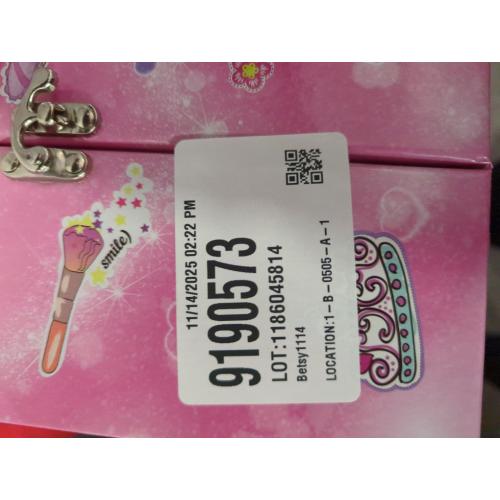 11/14/2025 02:22 PM
9190573
LOT:1186045814
Betsy1114
LOCATION:1-B-0505-A-1
smile)